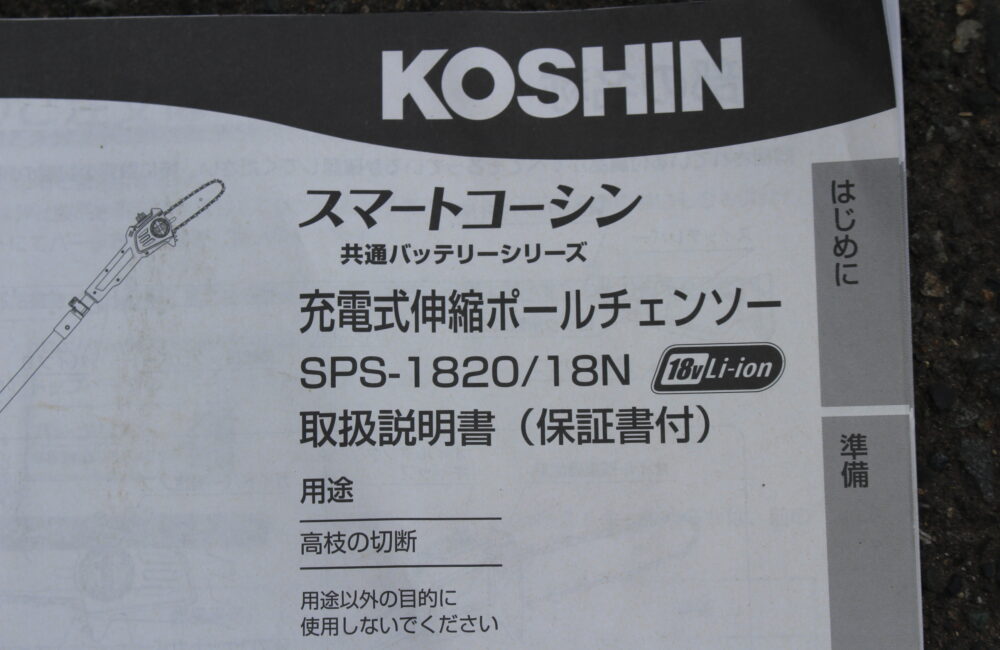 KOSHIN
スマートコーシン
共通バッテリーシリーズ
充電式伸縮ポールチェンソー
SPS-1820/18N 18v Li-ion
取扱説明書（保証書付）
用途
高枝の切断
用途以外の目的に
使用しないでください
はじめに
準備